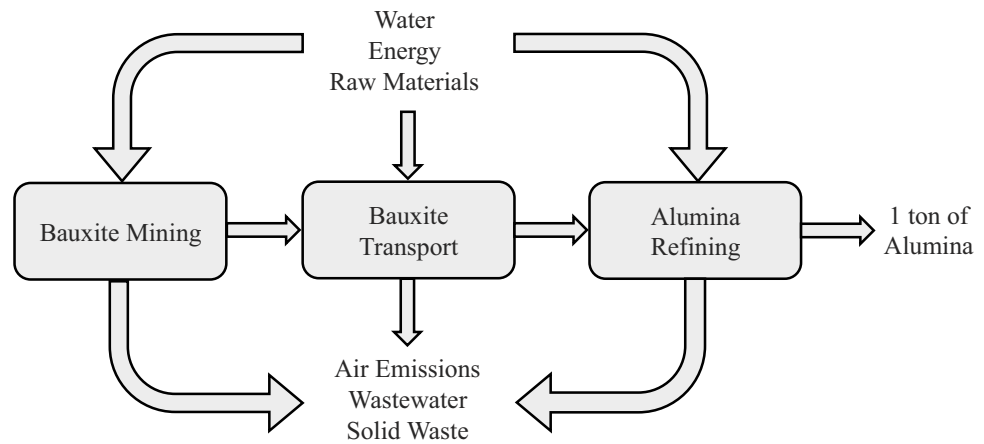 Water
Energy
Raw Materials
Bauxite Mining
Bauxite
Transport
Alumina
Refining
1 ton of
Alumina
Air Emissions
Wastewater
Solid Waste